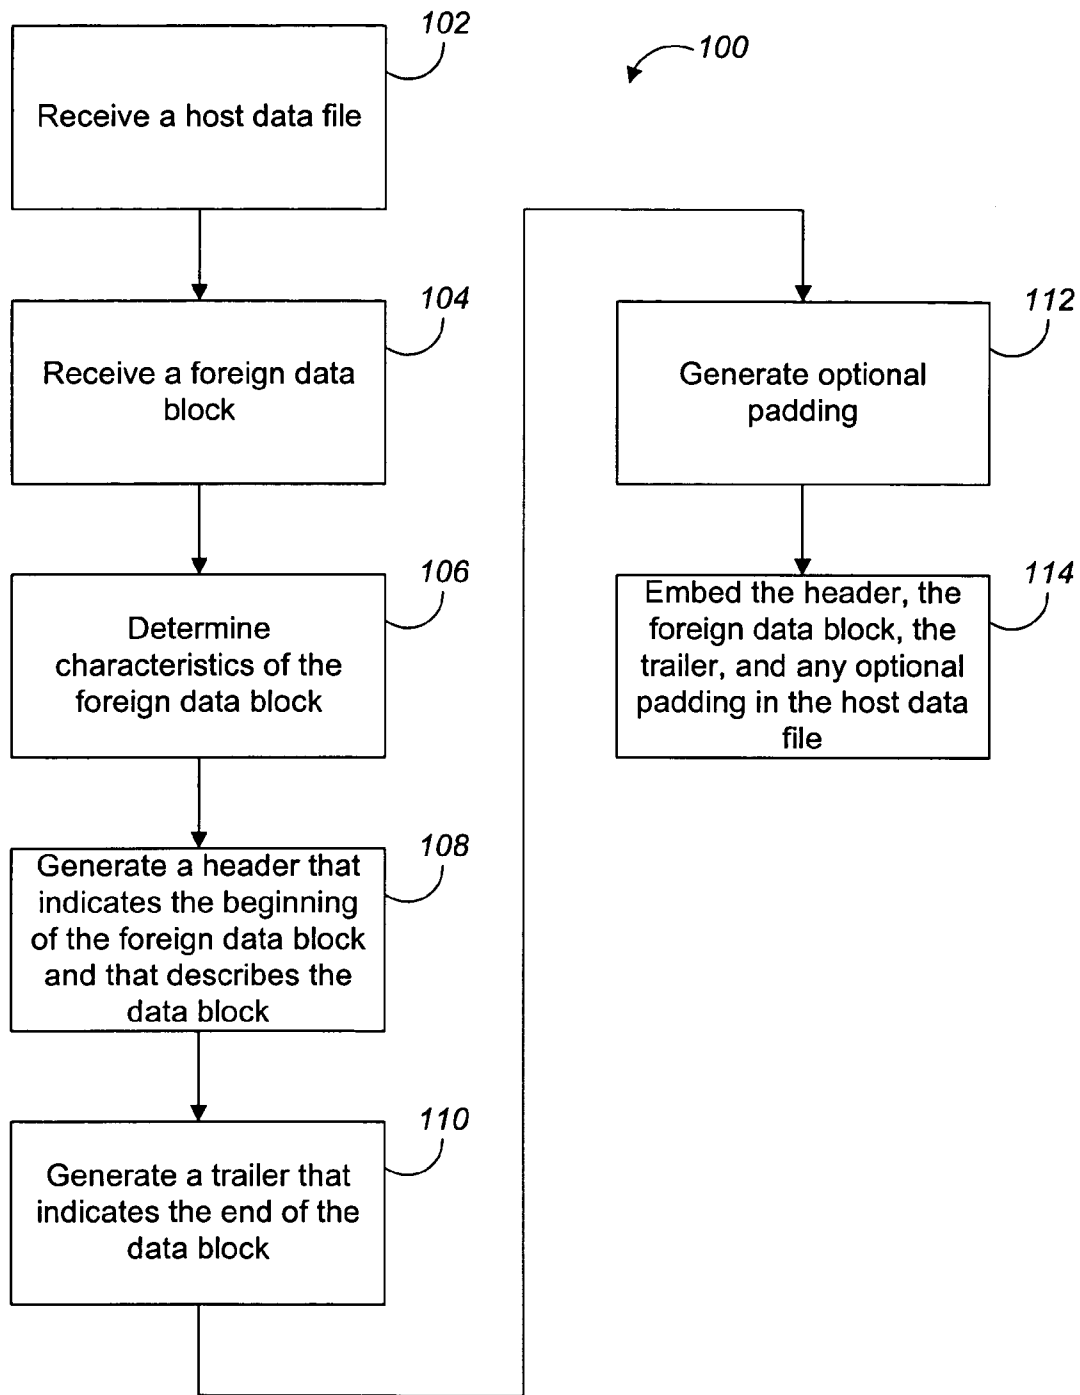 102
100
Receive a host data file
104
Receive a foreign data
block
106
Determine
characteristics of the
foreign data block
108
Generate a header that
indicates the beginning
of the foreign data block
and that describes the
data block
110
Generate a trailer that
indicates the end of the
data block
112
Generate optional
padding
114
Embed the header, the
foreign data block, the
trailer, and any optional
padding in the host data
file